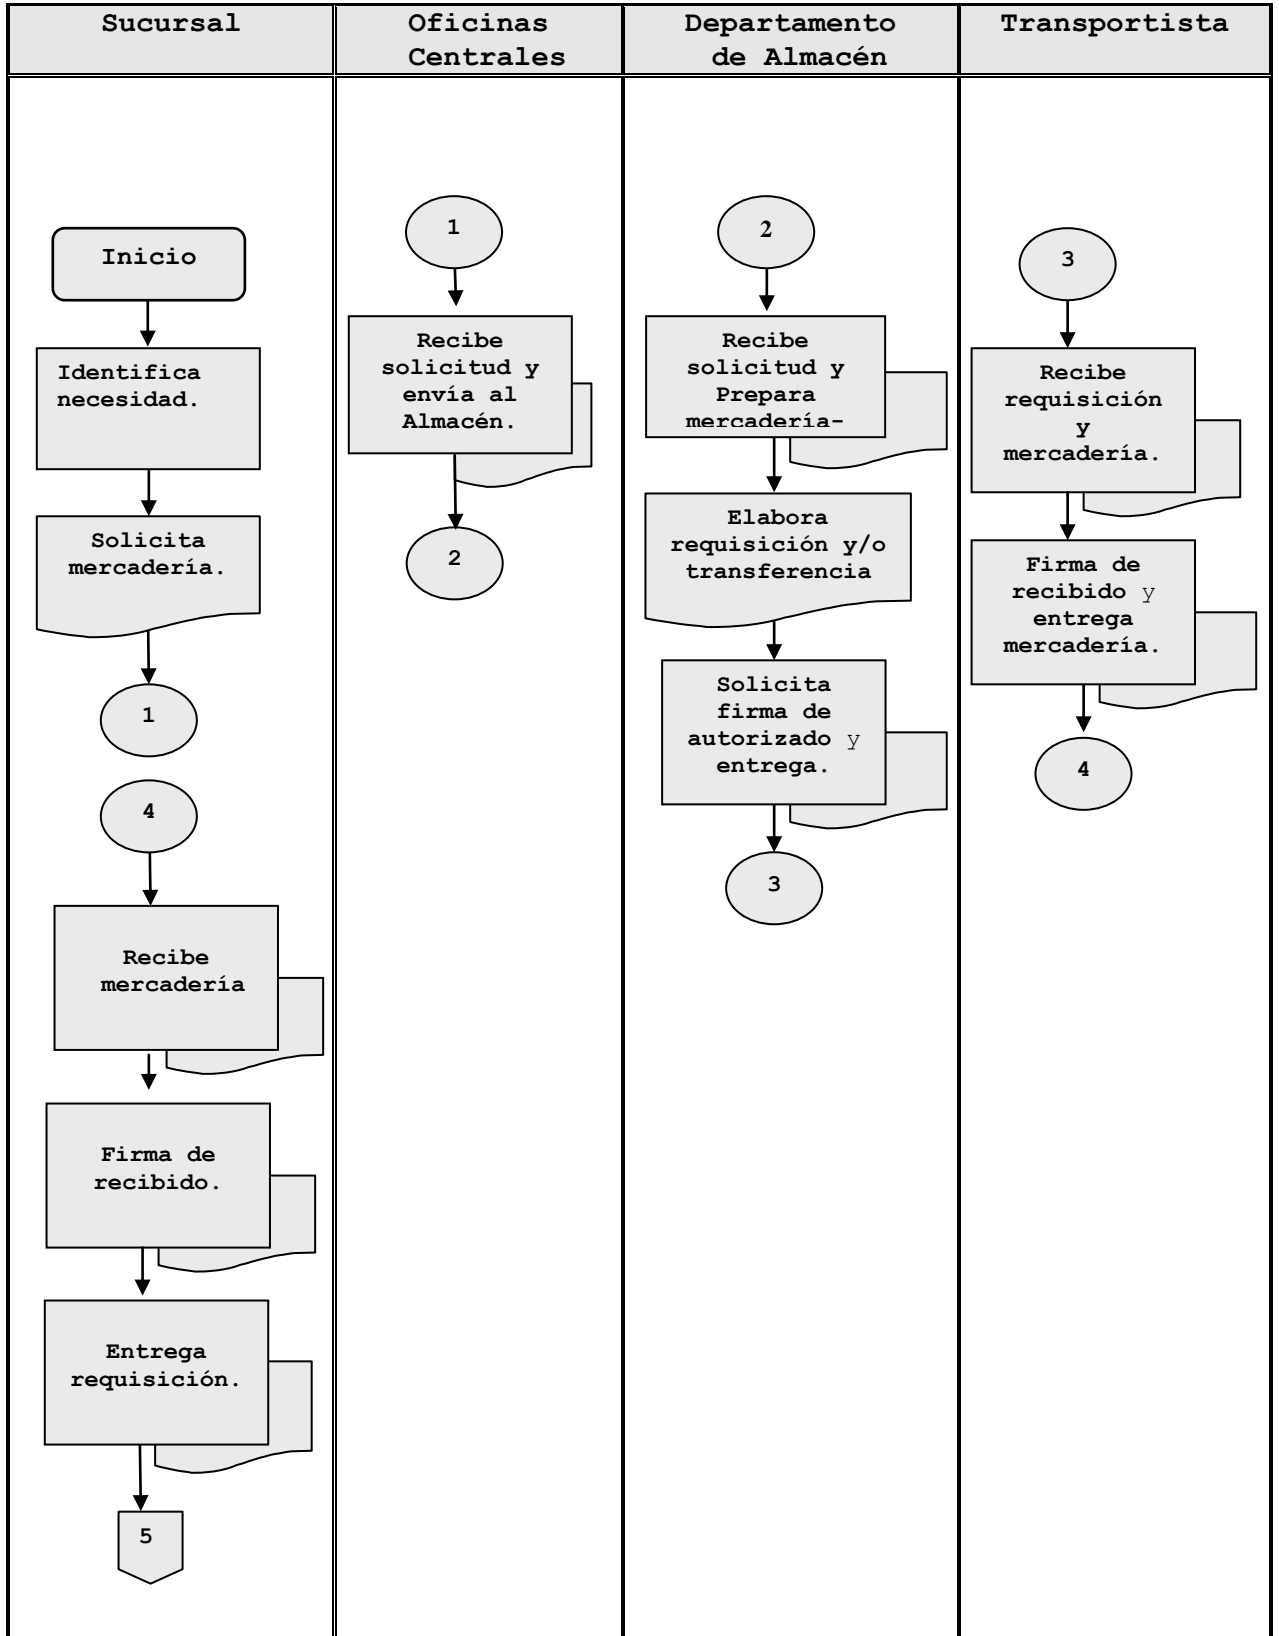 Sucursal
Oficinas
Centrales
Departamento
de Almacén
Transportista
Inicio
Identifica
necesidad.
Solicita
mercadería.
1
4
Recibe
mercadería
Firma de
recibido.
Entrega
requisición.
5
1
Recibe
solicitud y
envía al
Almacén.
2
2
Recibe
solicitud y
Prepara
mercadería-
Elabora
requisición y/o
transferencia
Solicita
firma de
autorizado y
entrega.
3
3
Recibe
requisición
y
mercadería.
Firma de
recibido y
entrega
mercadería.
4